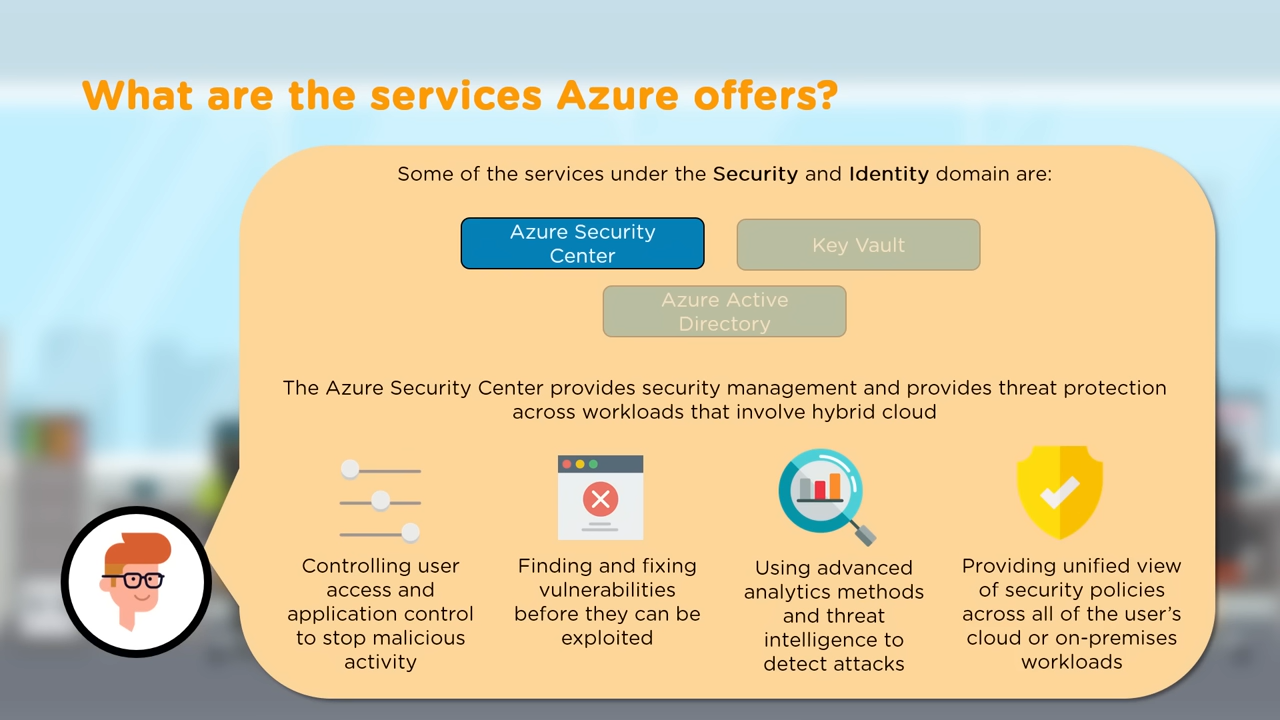 What are the services Azure offers?
Some of the services under the Security and Identity domain are:
Azure Security
Center
Key Vault
Azure Active
Directory
The Azure Security Center provides security management and provides threat protection
across workloads that involve hybrid cloud
Controlling user
access and
application control
to stop malicious
activity
Finding and fixing
vulnerabilities
before they can be
exploited
Using advanced
analytics methods
and threat
intelligence to
detect attacks
Providing unified view
of security policies
across all of the user's
cloud or on-premises
workloads